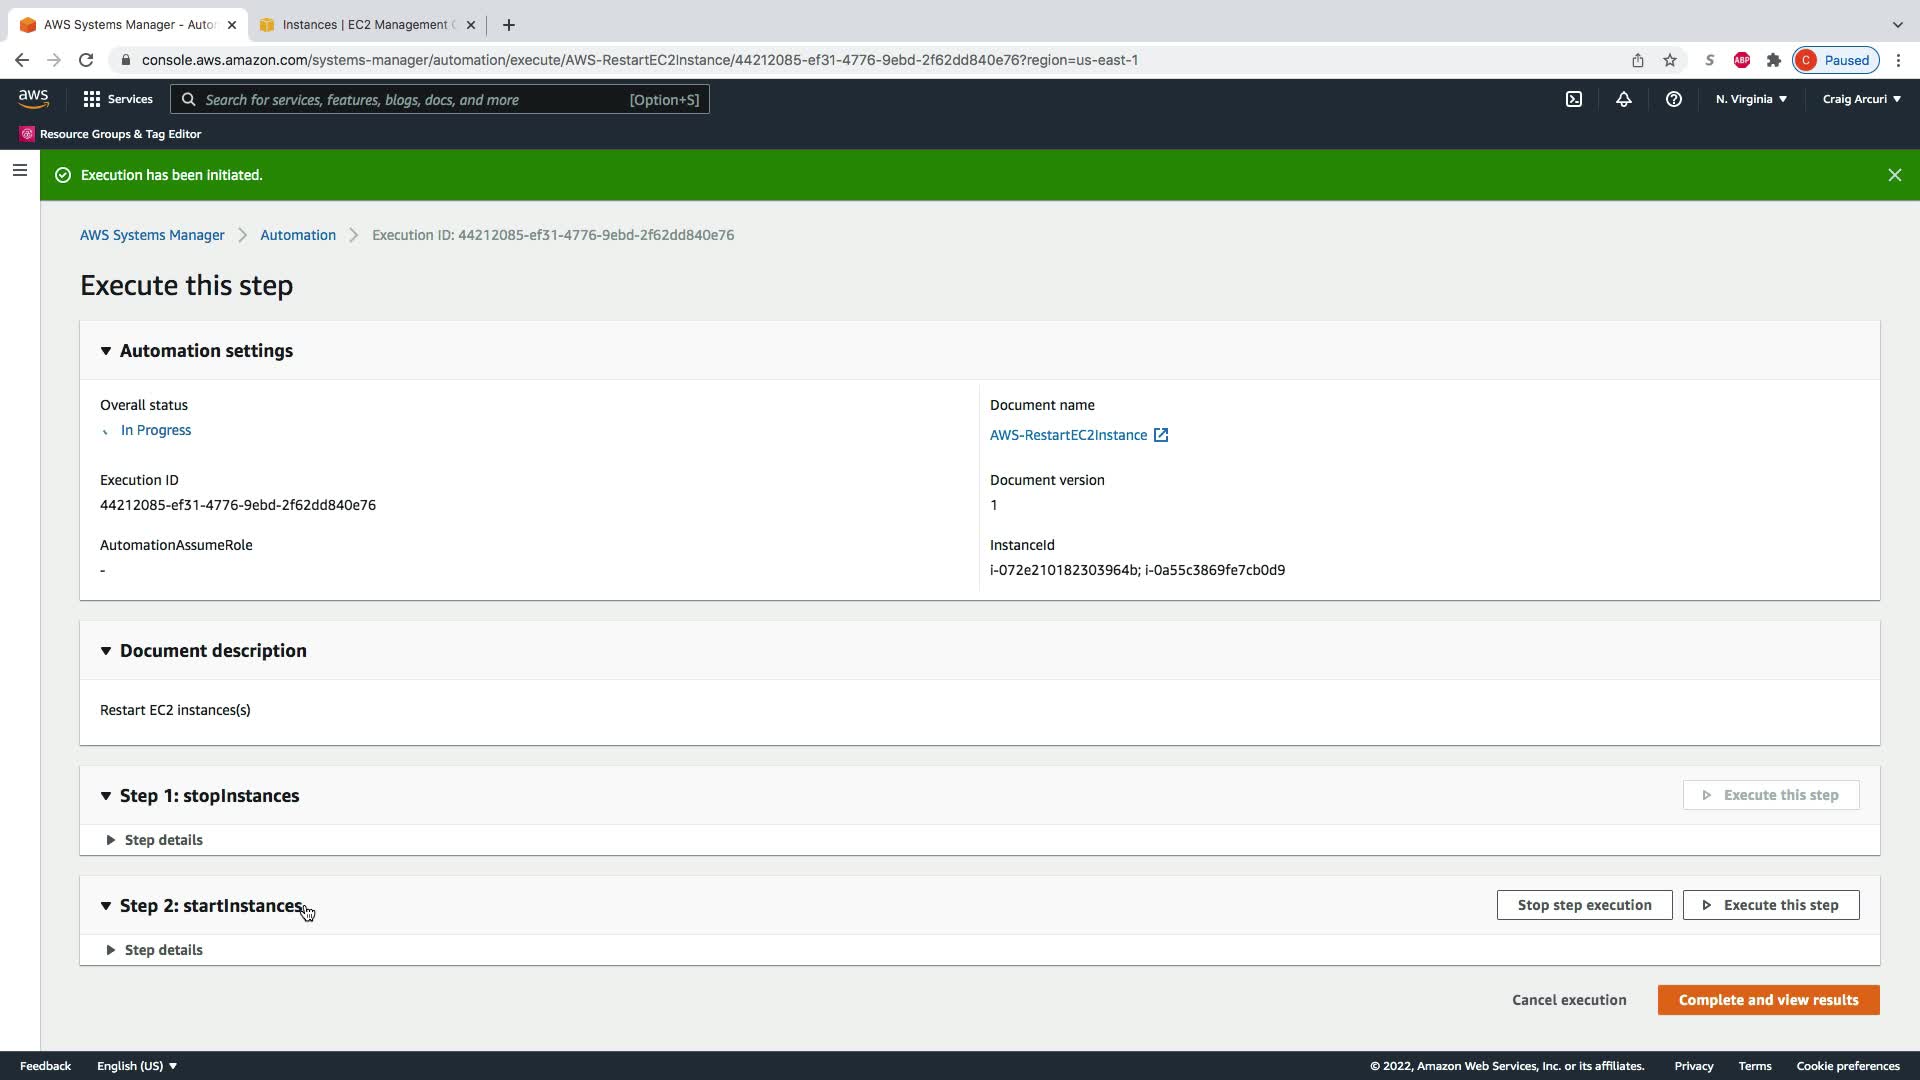 AWS Systems Manager - Auto
Instances | EC2 Management
console.aws.amazon.com/systems-manager/automation/execute/AWS-RestartEC2Instance/44212085-ef31-4776-9ebd-2f62dd840e76?region=us-east-1
S
ABP
C Paused
aws
Services
Search for services, features, blogs, docs, and more [Option+S]
N. Virginia
Craig Arcuri
Resource Groups & Tag Editor
Execution has been initiated.
AWS Systems Manager
Automation
Execution ID: 44212085-ef31-4776-9ebd-2f62dd840e76
Execute this step
Automation settings
Overall status
In Progress
Document name
AWS-RestartEC2Instance
Execution ID
44212085-ef31-4776-9ebd-2f62dd840e76
Document version
1
AutomationAssumeRole
-
InstanceId
i-072e210182303964b; i-0a55c3869fe7cb0d9
Document description
Restart EC2 instances(s)
Step 1: stopInstances
Execute this step
Step details
Step 2: startInstances
Stop step execution
Execute this step
Step details
Cancel execution
Complete and view results
Feedback
English (US)
© 2022, Amazon Web Services, Inc. or its affiliates.
Privacy
Terms
Cookie preferences